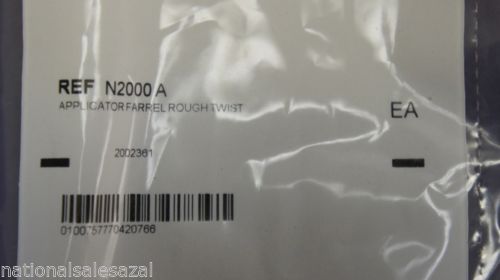 REF N2000 A
APPLICATOR FARREL ROUGH TWIST
EA
2002361
0100757770420766
nationalsalesazal